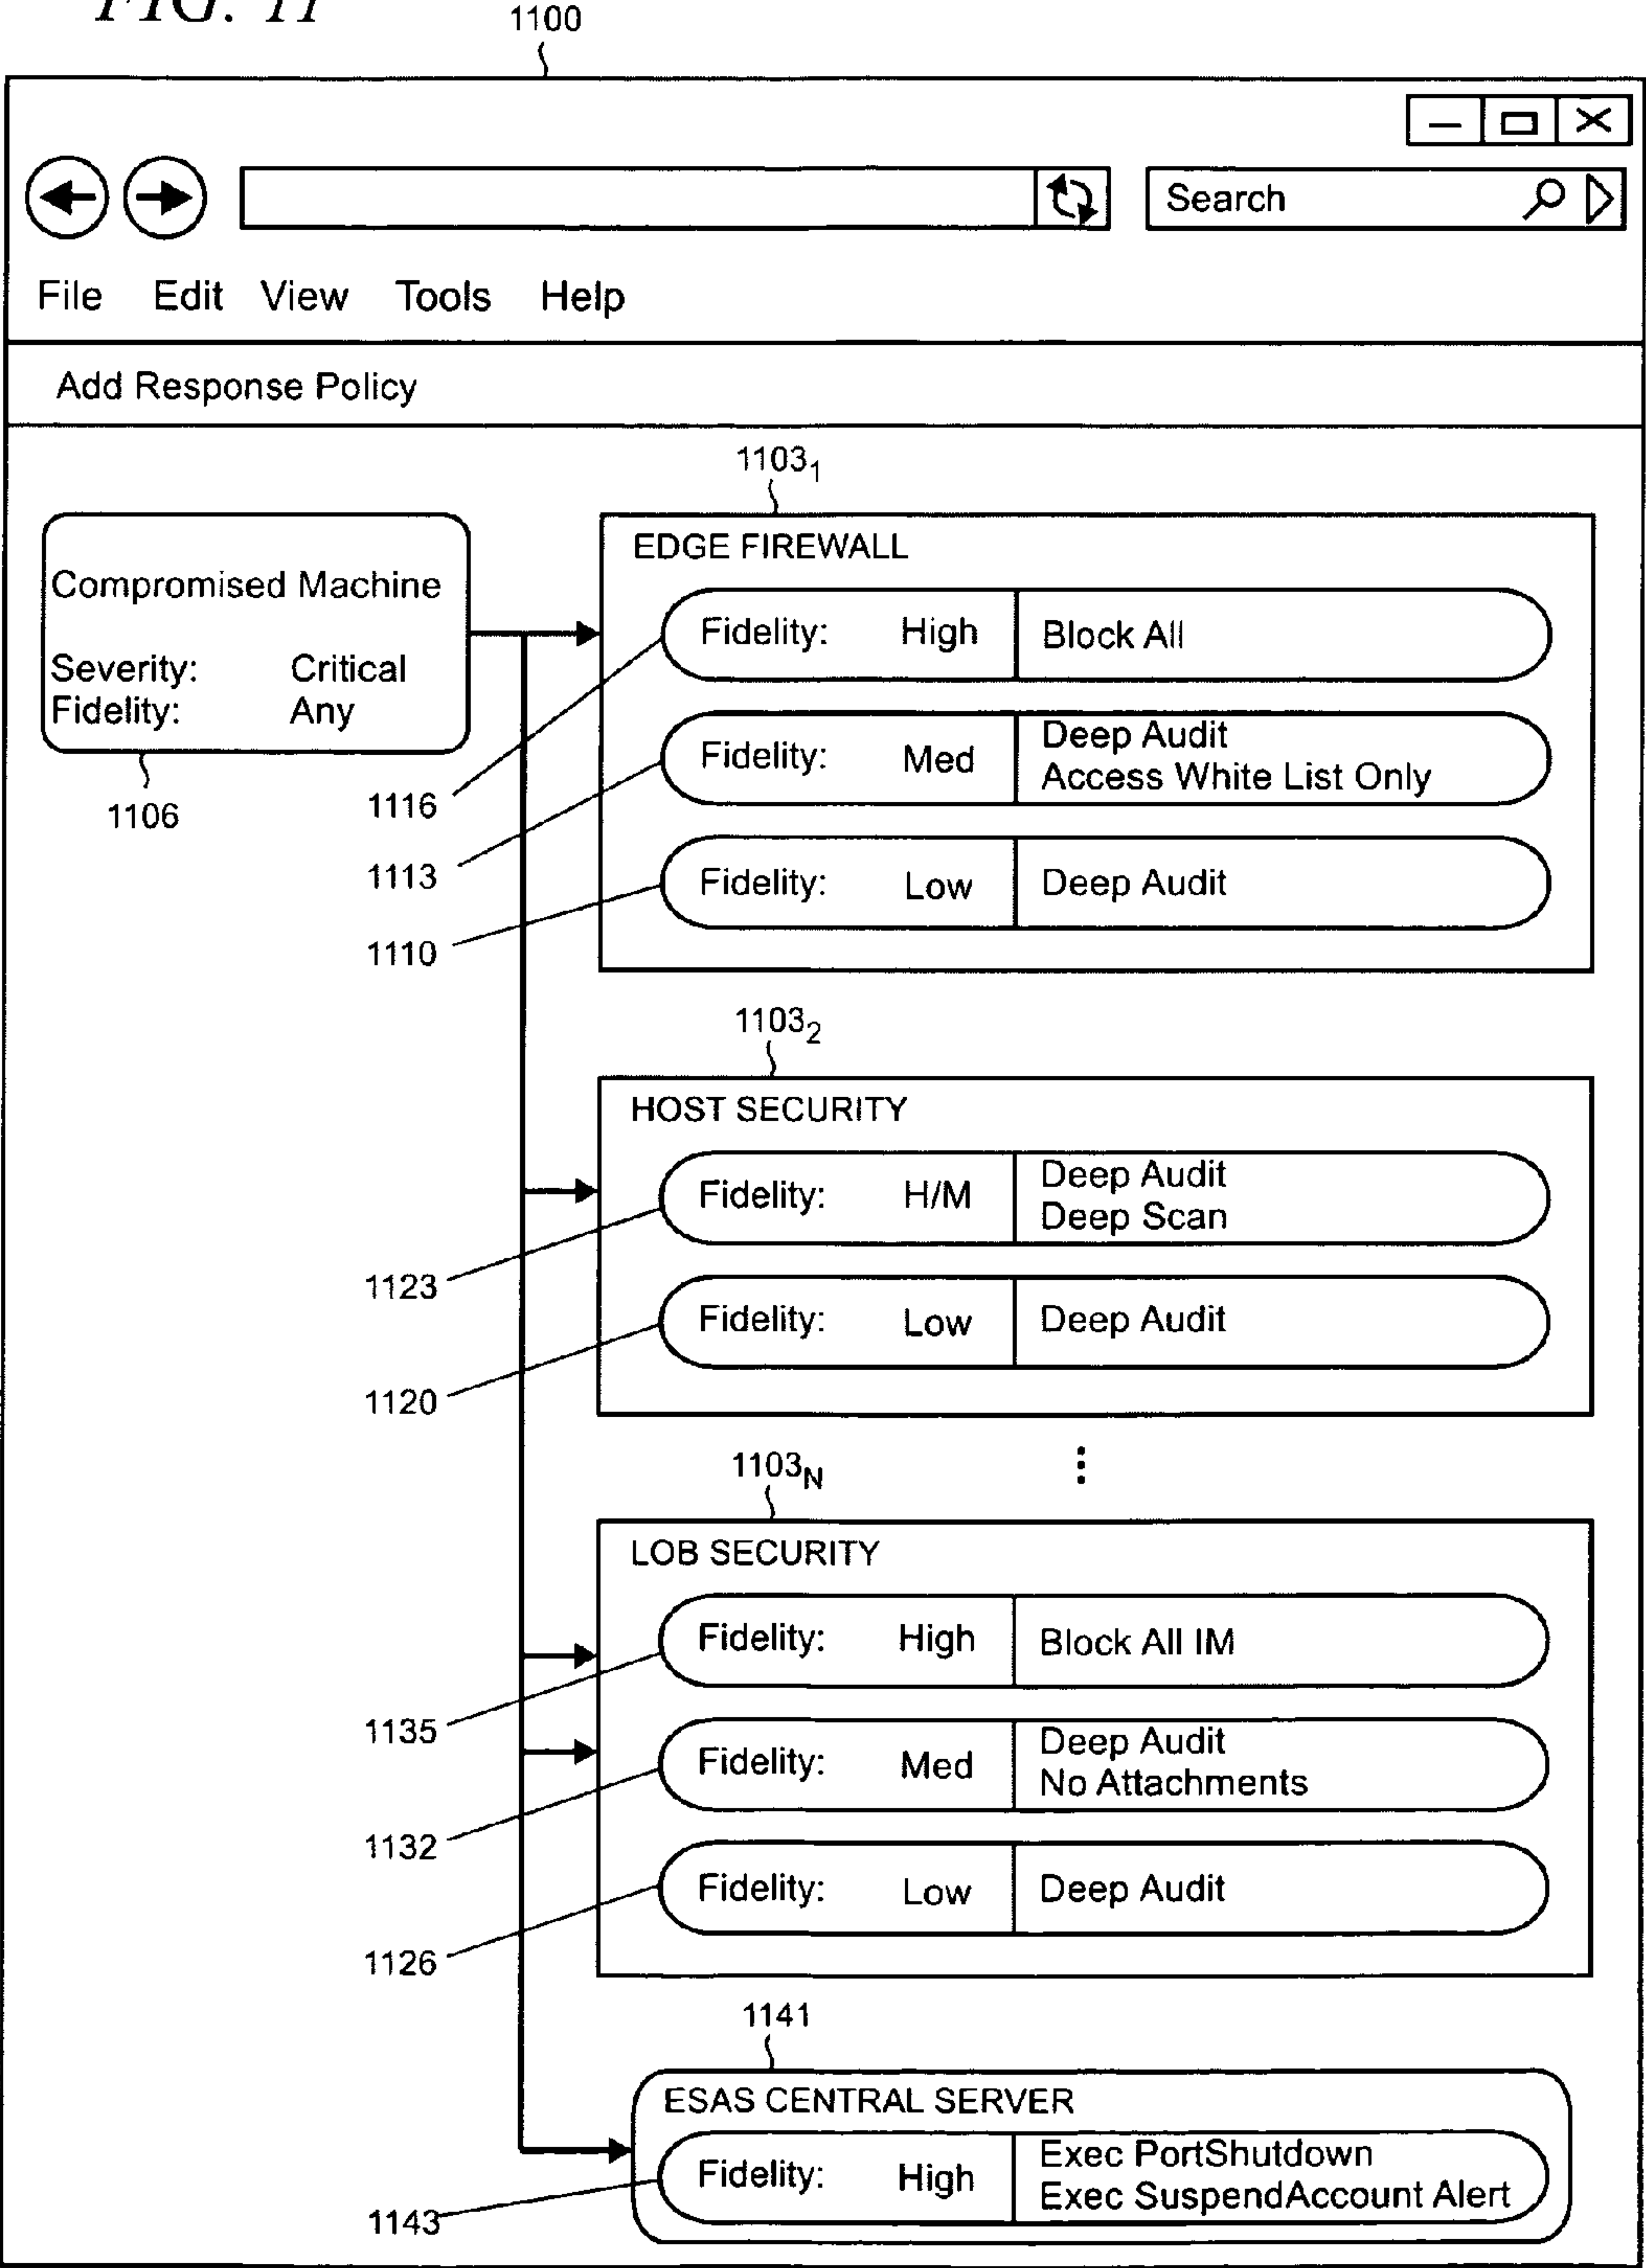 FIG. 11
1100
Search
File Edit View Tools Help
Add Response Policy
1103₁
Compromised Machine
Severity: Critical
Fidelity: Any
1106
EDGE FIREWALL
Fidelity: High Block All
1116
Fidelity: Med Deep Audit
Access White List Only
1113
Fidelity: Low Deep Audit
1110
1103₂
HOST SECURITY
Fidelity: H/M Deep Audit
Deep Scan
1123
Fidelity: Low Deep Audit
1120
1103N
LOB SECURITY
Fidelity: High Block All IM
1135
Fidelity: Med Deep Audit
No Attachments
1132
Fidelity: Low Deep Audit
1126
1141
ESAS CENTRAL SERVER
Fidelity: High Exec PortShutdown
Exec SuspendAccount Alert
1143